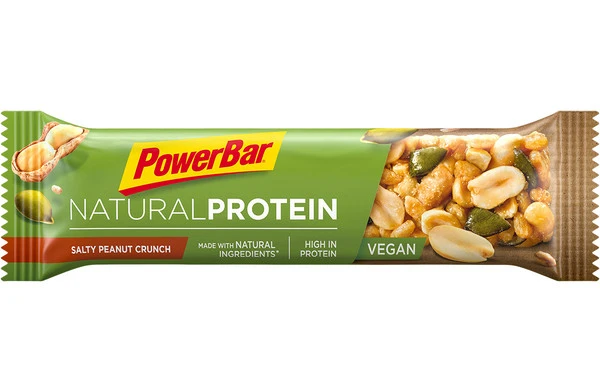 PowerBar
NATURALPROTEIN
SALTY PEANUT CRUNCH
MADE WITH NATURAL
INGREDIENTS*
HIGH IN
PROTEIN
VEGAN